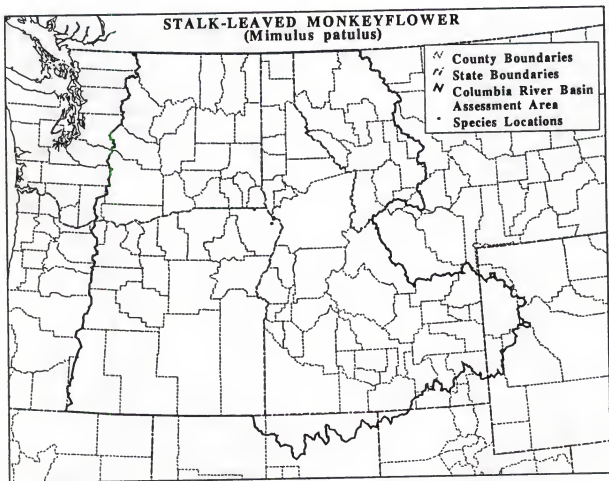 STALK-LEAVED MONKEYFLOWER
(Mimulus patulus)
County Boundaries
State Boundaries
Columbia River Basin
Assessment Area
Species Locations